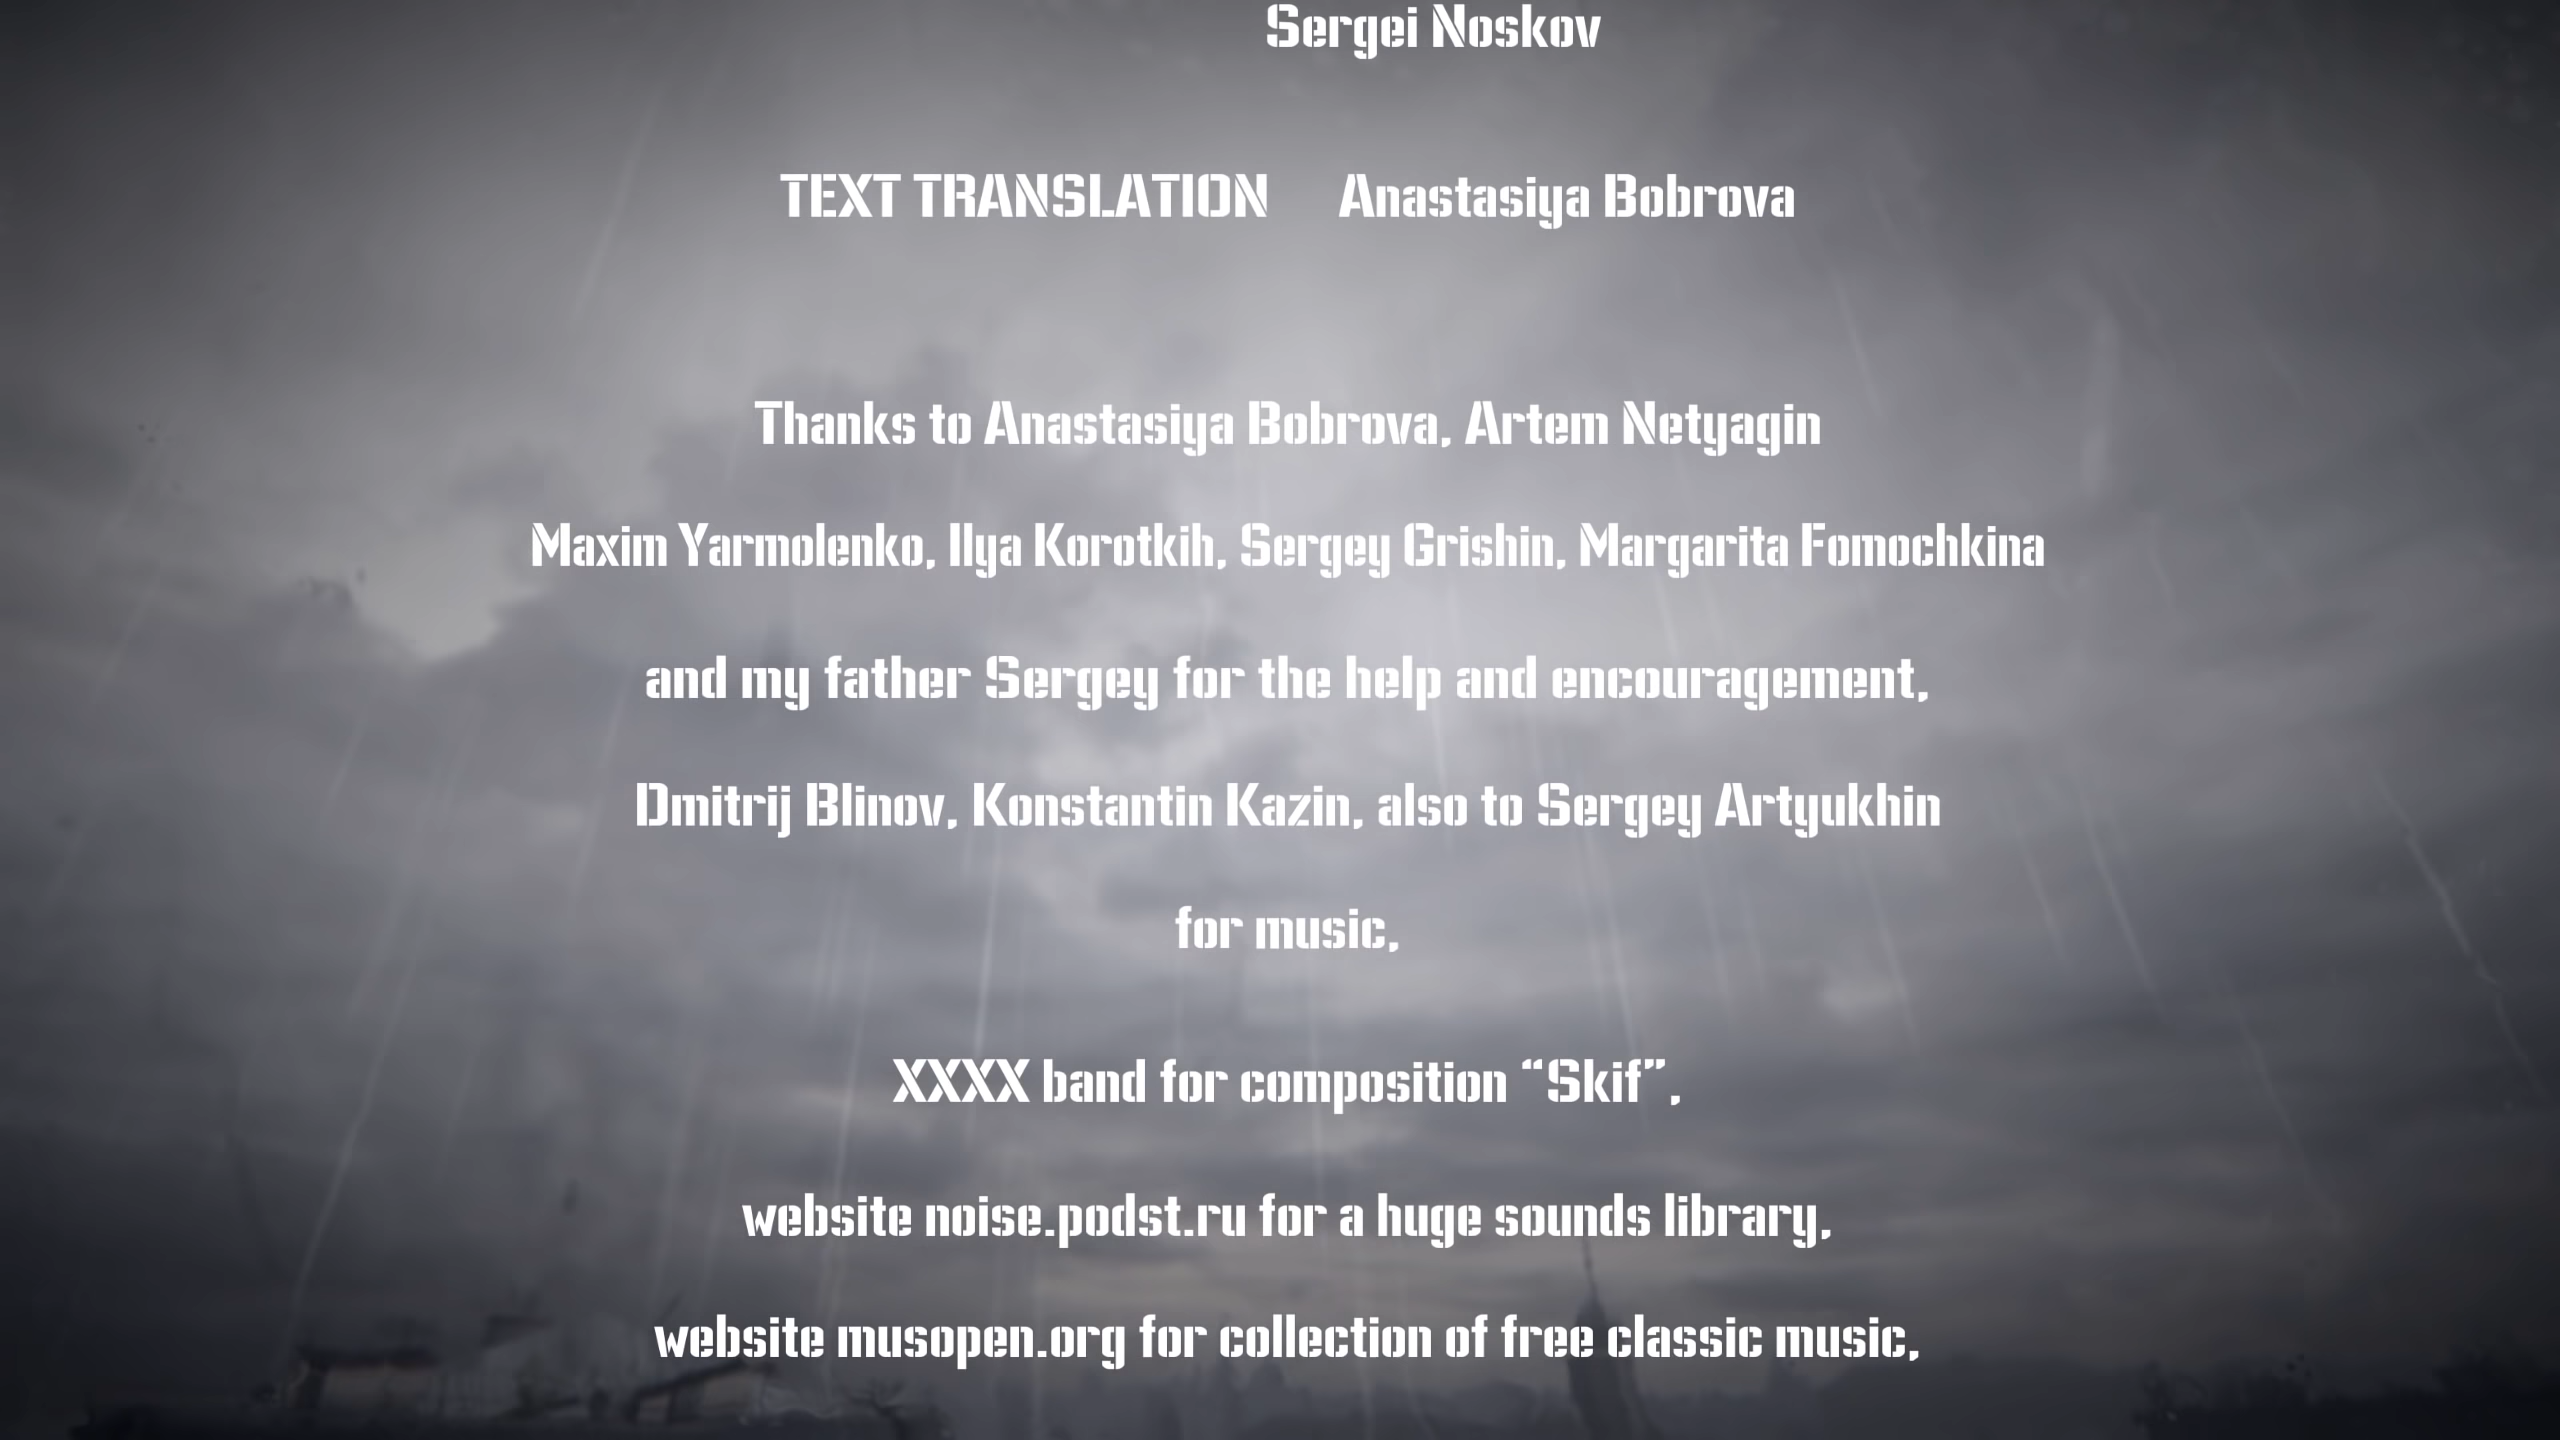 Sergei Noskov
TEXT TRANSLATION Anastasiya Bobrova
Thanks to Anastasiya Bobrova, Artem Netyagin
Maxim Yarmolenko, Ilya Korotkih, Sergey Grishin, Margarita Fomochkina
and my father Sergey for the help and encouragement,
Dmitrij Blinov, Konstantin Kazin, also to Sergey Artyukhin
for music,
XXXX band for composition “Skif”,
website noise.podst.ru for a huge sounds library,
website musopen.org for collection of free classic music,